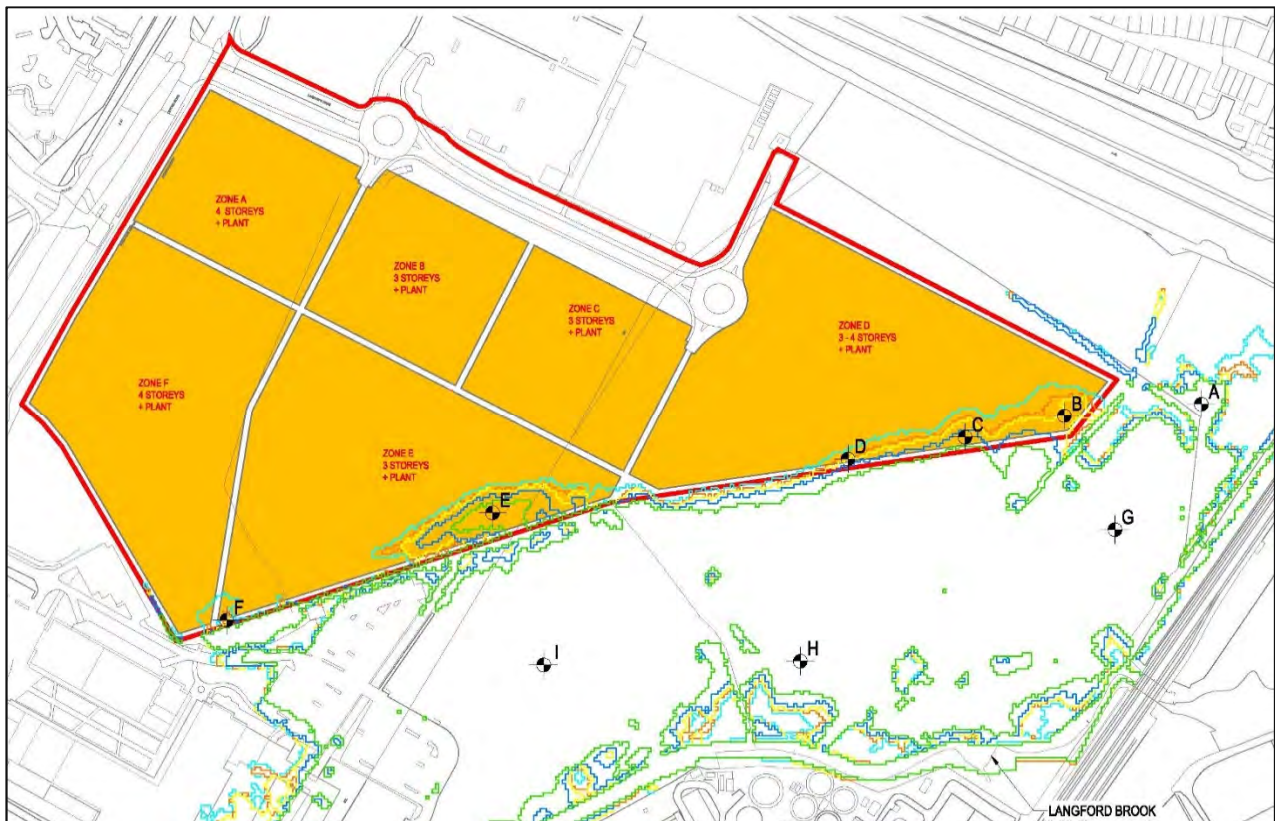 ZONE A
4 STOREYS
+ PLANT
ZONE B
3 STOREYS
+ PLANT
ZONE C
3 STOREYS
+ PLANT
ZONE D
3 - 4 STOREYS
+ PLANT
ZONE F
4 STOREYS
+ PLANT
ZONE E
3 STOREYS
+ PLANT
A
B
C
D
E
F
G
H
I
LANGFORD BROOK